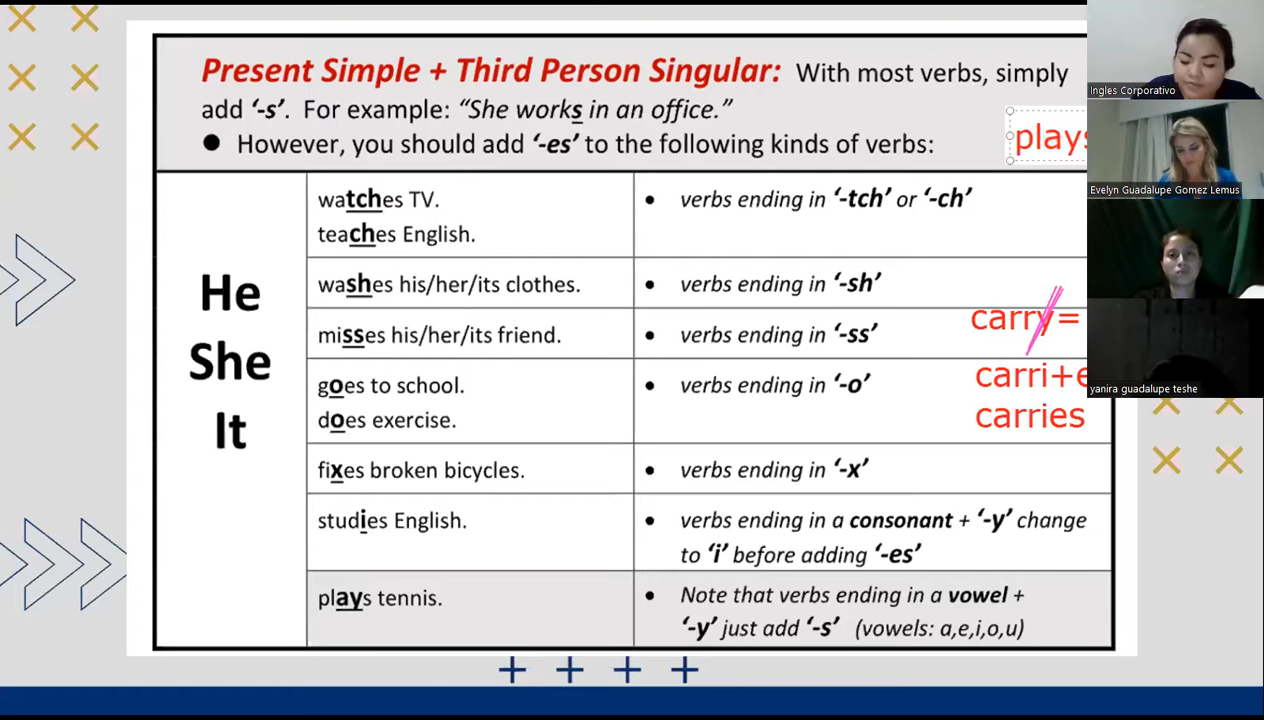 Present Simple + Third Person Singular: With most verbs, simply
add ‘-s’. For example: “She works in an office.”
● However, you should add ‘-es’ to the following kinds of verbs:
plays
He
She
It
watches TV.
teaches English.
• verbs ending in ‘-tch’ or ‘-ch’
washes his/her/its clothes.
• verbs ending in ‘-sh’
misses his/her/its friend.
• verbs ending in ‘-ss’
carry=
goes to school.
does exercise.
• verbs ending in ‘-o’
carri+e
carries
fixes broken bicycles.
• verbs ending in ‘-x’
studies English.
• verbs ending in a consonant + ‘-y’ change
to ‘i’ before adding ‘-es’
plays tennis.
• Note that verbs ending in a vowel +
‘-y’ just add ‘-s’ (vowels: a,e,i,o,u)
Ingles Corporativo
Evelyn Guadalupe Gomez Lemus
yanira guadalupe teshe